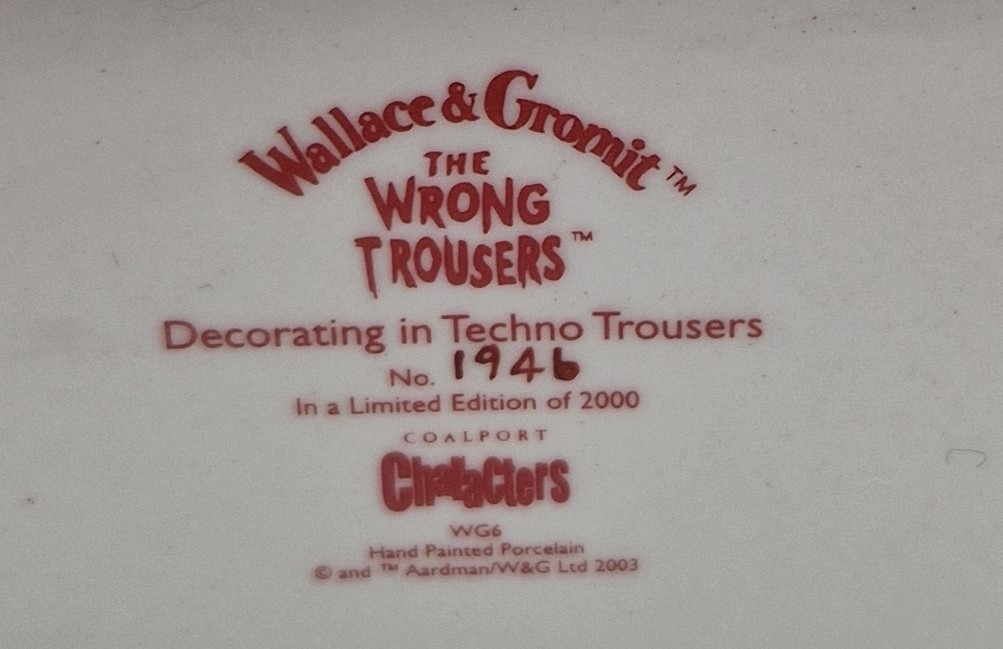 Wallace & Gromit™
THE
WRONG
TROUSERS™
Decorating in Techno Trousers
No. 1946
In a Limited Edition of 2000
COALPORT
Characters
WG6
Hand Painted Porcelain
© and ™ Aardman/W&G Ltd 2003